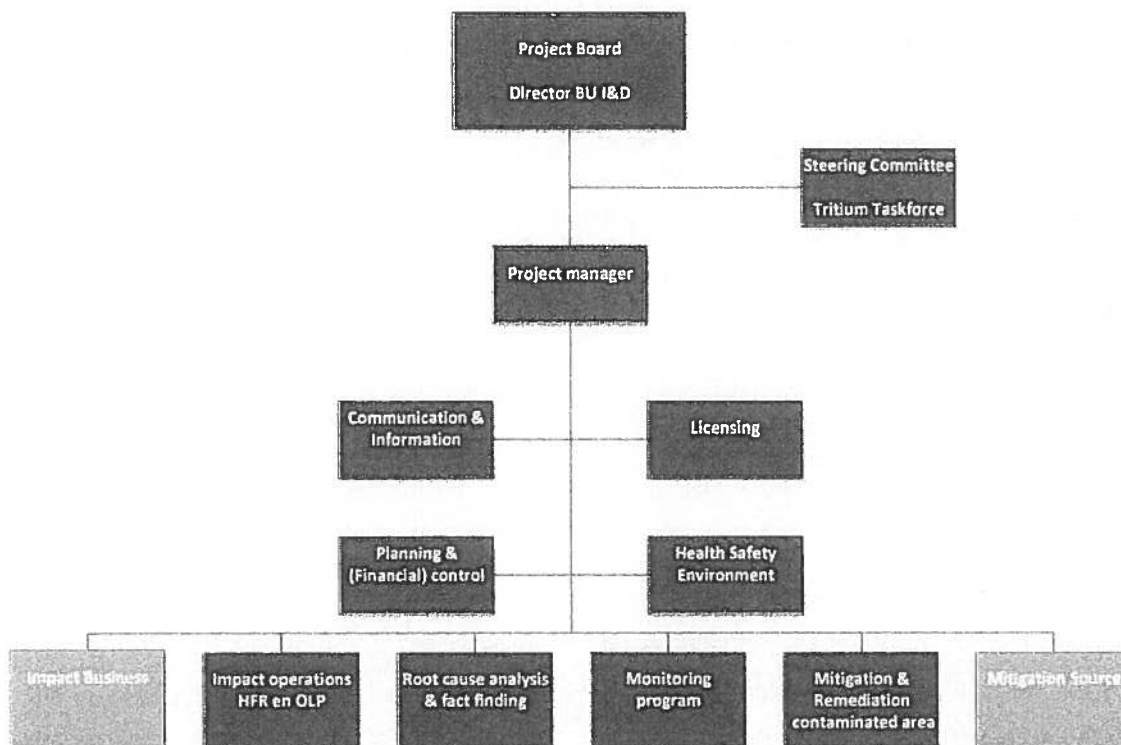 Project Board
Director BU I&D
Steering Committee
Tritium Taskforce
Project manager
Communication &
Information
Licensing
Planning &
(Financial) control
Health Safety
Environment
Impact Business
Impact operations
HFR en OLP
Root cause analysis
& fact finding
Monitoring
program
Mitigation &
Remediation
contaminated area
Mitigation Source